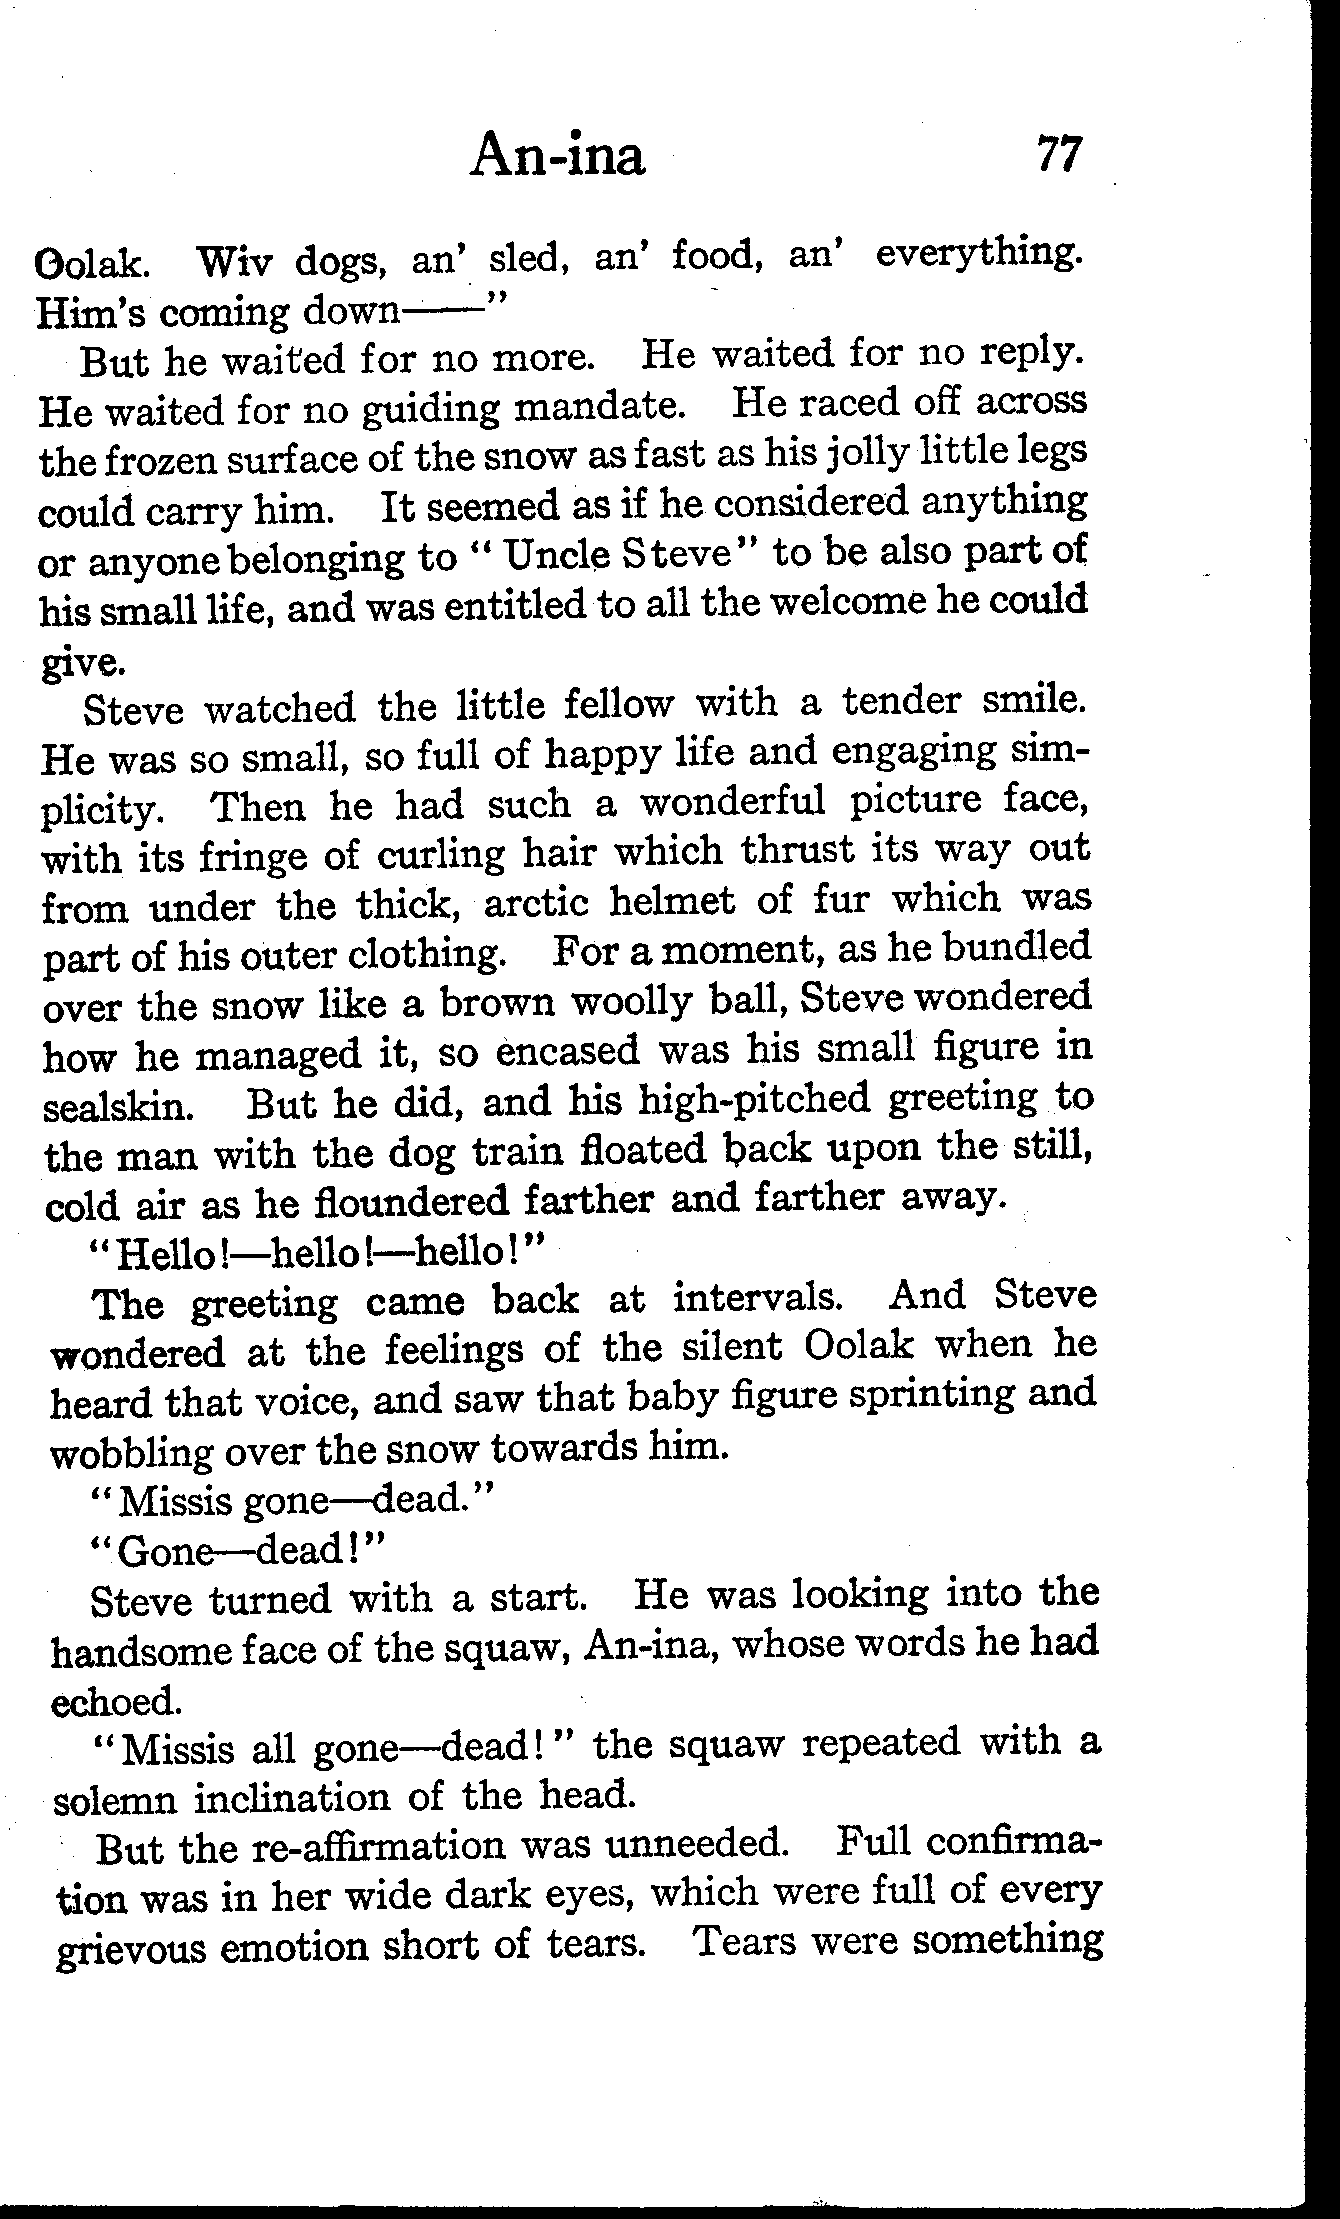 An-ina 77
Oolak. Wiv dogs, an' sled, an' food, an' everything.
Him's coming down——"
But he waited for no more. He waited for no reply.
He waited for no guiding mandate. He raced off across
the frozen surface of the snow as fast as his jolly little legs
could carry him. It seemed as if he considered anything
or anyone belonging to "Uncle Steve" to be also part of
his small life, and was entitled to all the welcome he could
give.
Steve watched the little fellow with a tender smile.
He was so small, so full of happy life and engaging sim-
plicity. Then he had such a wonderful picture face,
with its fringe of curling hair which thrust its way out
from under the thick, arctic helmet of fur which was
part of his outer clothing. For a moment, as he bundled
over the snow like a brown woolly ball, Steve wondered
how he managed it, so encased was his small figure in
sealskin. But he did, and his high-pitched greeting to
the man with the dog train floated back upon the still,
cold air as he floundered farther and farther away.
"Hello!—hello!—hello!"
The greeting came back at intervals. And Steve
wondered at the feelings of the silent Oolak when he
heard that voice, and saw that baby figure sprinting and
wobbling over the snow towards him.
"Missis gone—dead."
"Gone—dead!"
Steve turned with a start. He was looking into the
handsome face of the squaw, An-ina, whose words he had
echoed.
"Missis all gone—dead!" the squaw repeated with a
solemn inclination of the head.
But the re-affirmation was unneeded. Full confirma-
tion was in her wide dark eyes, which were full of every
grievous emotion short of tears. Tears were something